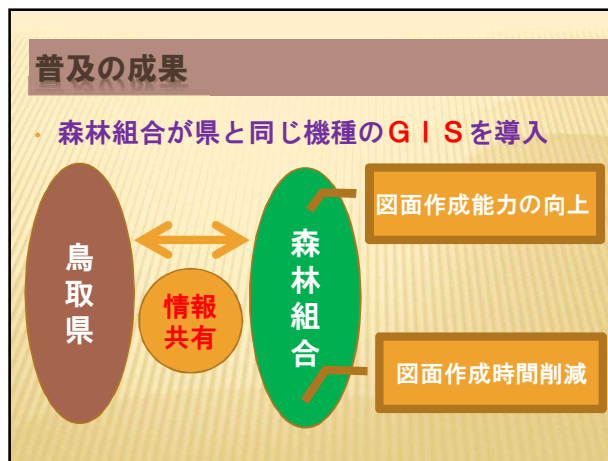 普及の成果
・ 森林組合が県と同じ機種のＧＩＳを導入
鳥取県
情報
共有
森林組合
図面作成能力の向上
図面作成時間削減